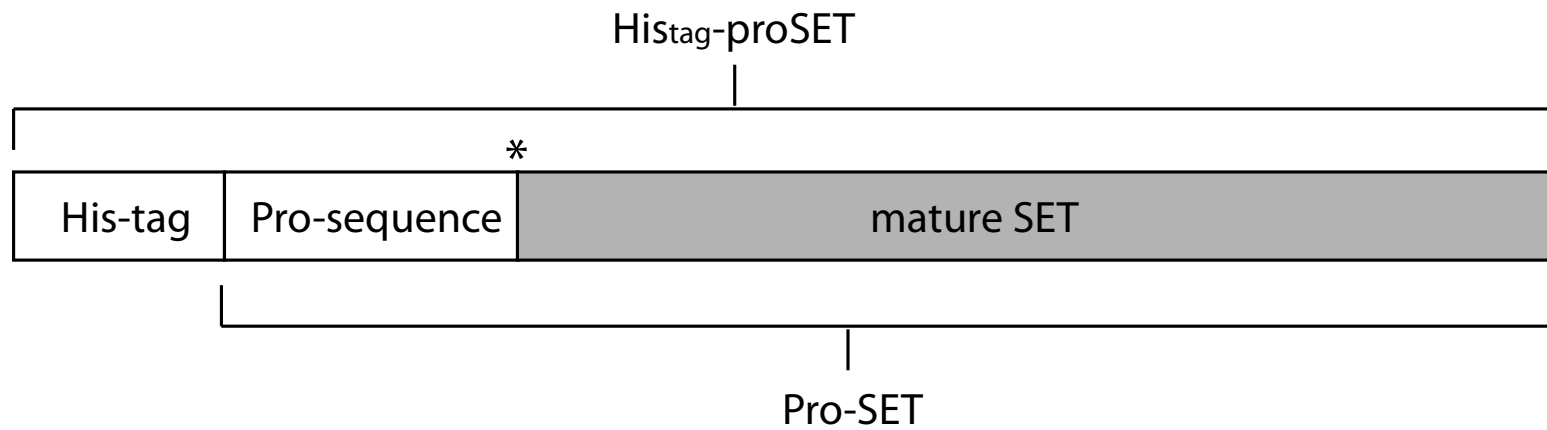 Histag-proSET
*
His-tag
Pro-sequence
mature SET
Pro-SET